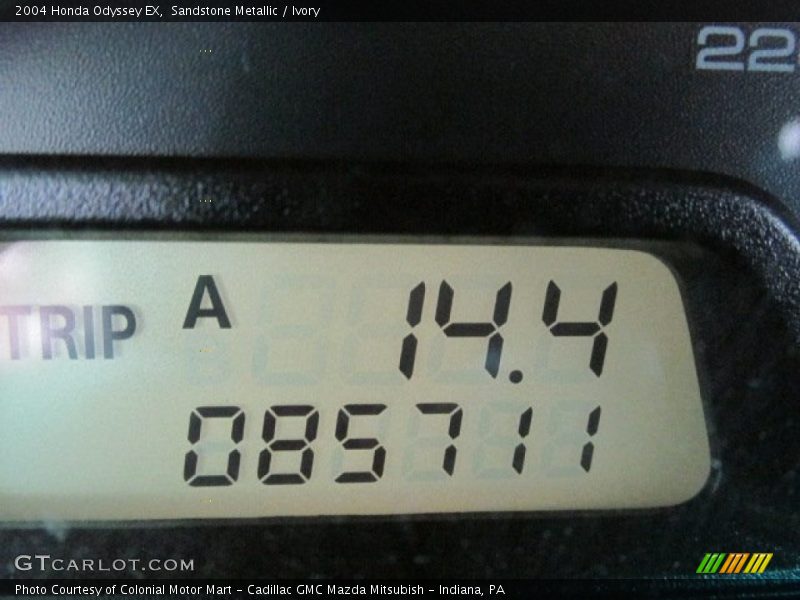 2004 Honda Odyssey EX, Sandstone Metallic / Ivory
22
TRIP A 14.4
085711
GTCARLOT.COM
Photo Courtesy of Colonial Motor Mart - Cadillac GMC Mazda Mitsubish - Indiana, PA